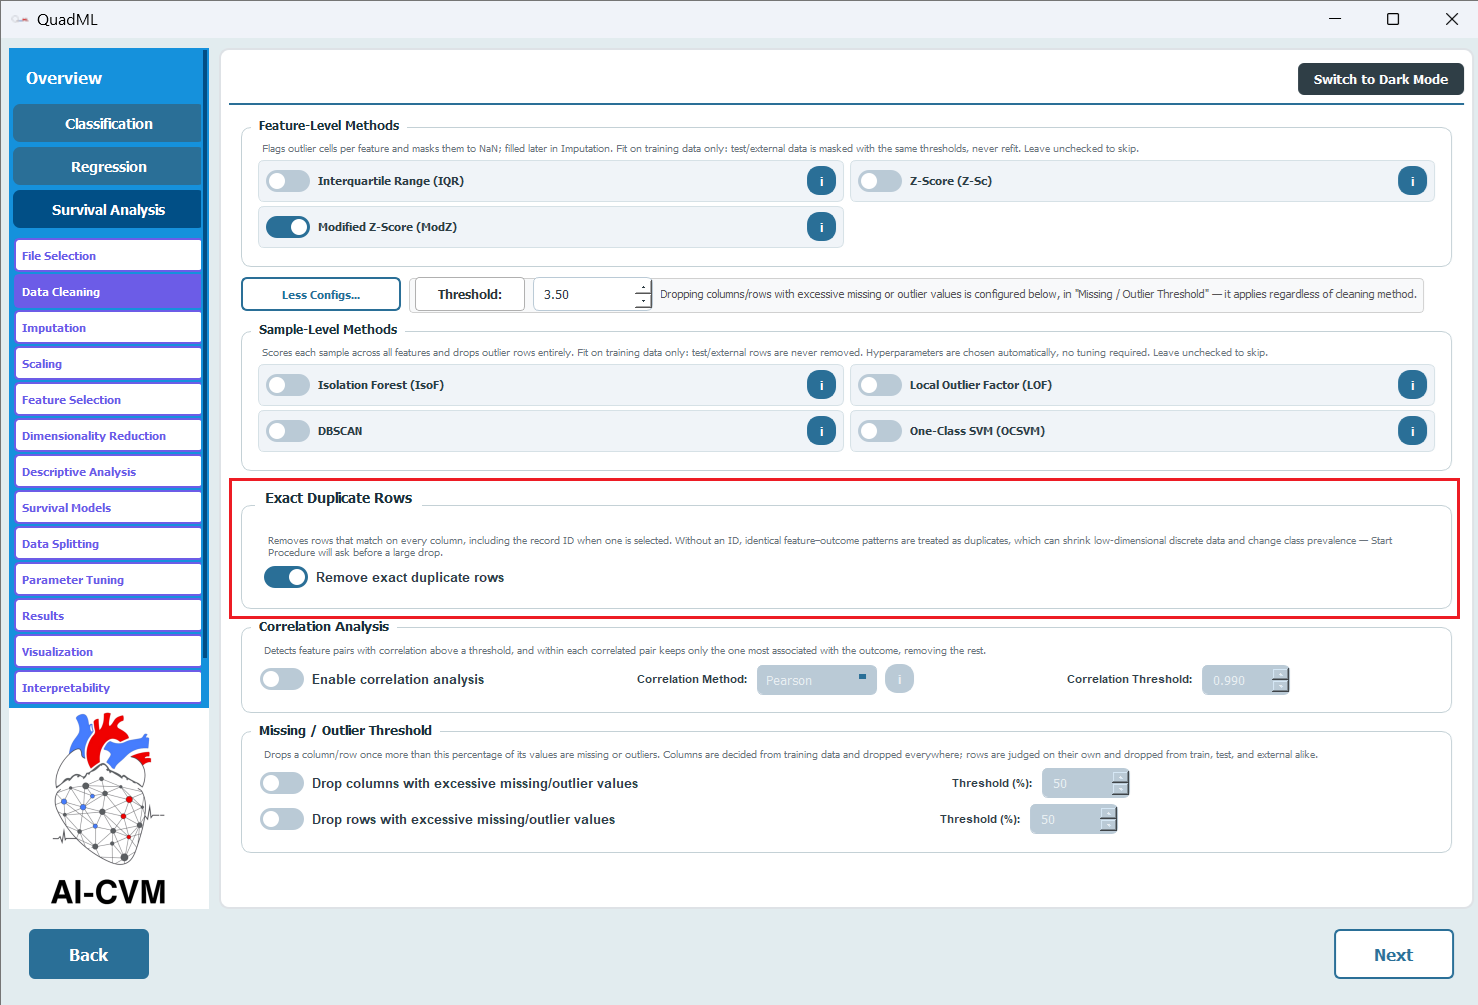 QuadML
Overview
Switch to Dark Mode
Classification
Regression
Survival Analysis
File Selection
Data Cleaning
Imputation
Scaling
Feature Selection
Dimensionality Reduction
Descriptive Analysis
Survival Models
Data Splitting
Parameter Tuning
Results
Visualization
Interpretability
AI-CVM
Feature-Level Methods
Flags outlier cells per feature and masks them to NaN; filled later in Imputation. Fit on training data only: test/external data is masked with the same thresholds, never refit. Leave unchecked to skip.
Interquartile Range (IQR) i
Z-Score (Z-Sc) i
Modified Z-Score (ModZ) i
Less Configs... Threshold: 3.50 Dropping columns/rows with excessive missing or outlier values is configured below, in "Missing / Outlier Threshold" — it applies regardless of cleaning method.
Sample-Level Methods
Scores each sample across all features and drops outlier rows entirely. Fit on training data only: test/external rows are never removed. Hyperparameters are chosen automatically, no tuning required. Leave unchecked to skip.
Isolation Forest (IsoF) i
Local Outlier Factor (LOF) i
DBSCAN i
One-Class SVM (OCSVM) i
Exact Duplicate Rows
Removes rows that match on every column, including the record ID when one is selected. Without an ID, identical feature–outcome patterns are treated as duplicates, which can shrink low-dimensional discrete data and change class prevalence — Start
Procedure will ask before a large drop.
Remove exact duplicate rows
Correlation Analysis
Detects feature pairs with correlation above a threshold, and within each correlated pair keeps only the one most associated with the outcome, removing the rest.
Enable correlation analysis Correlation Method: Pearson i Correlation Threshold: 0.990
Missing / Outlier Threshold
Drops a column/row once more than this percentage of its values are missing or outliers. Columns are decided from training data and dropped everywhere; rows are judged on their own and dropped from train, test, and external alike.
Drop columns with excessive missing/outlier values Threshold (%): 50
Drop rows with excessive missing/outlier values Threshold (%): 50
Back
Next